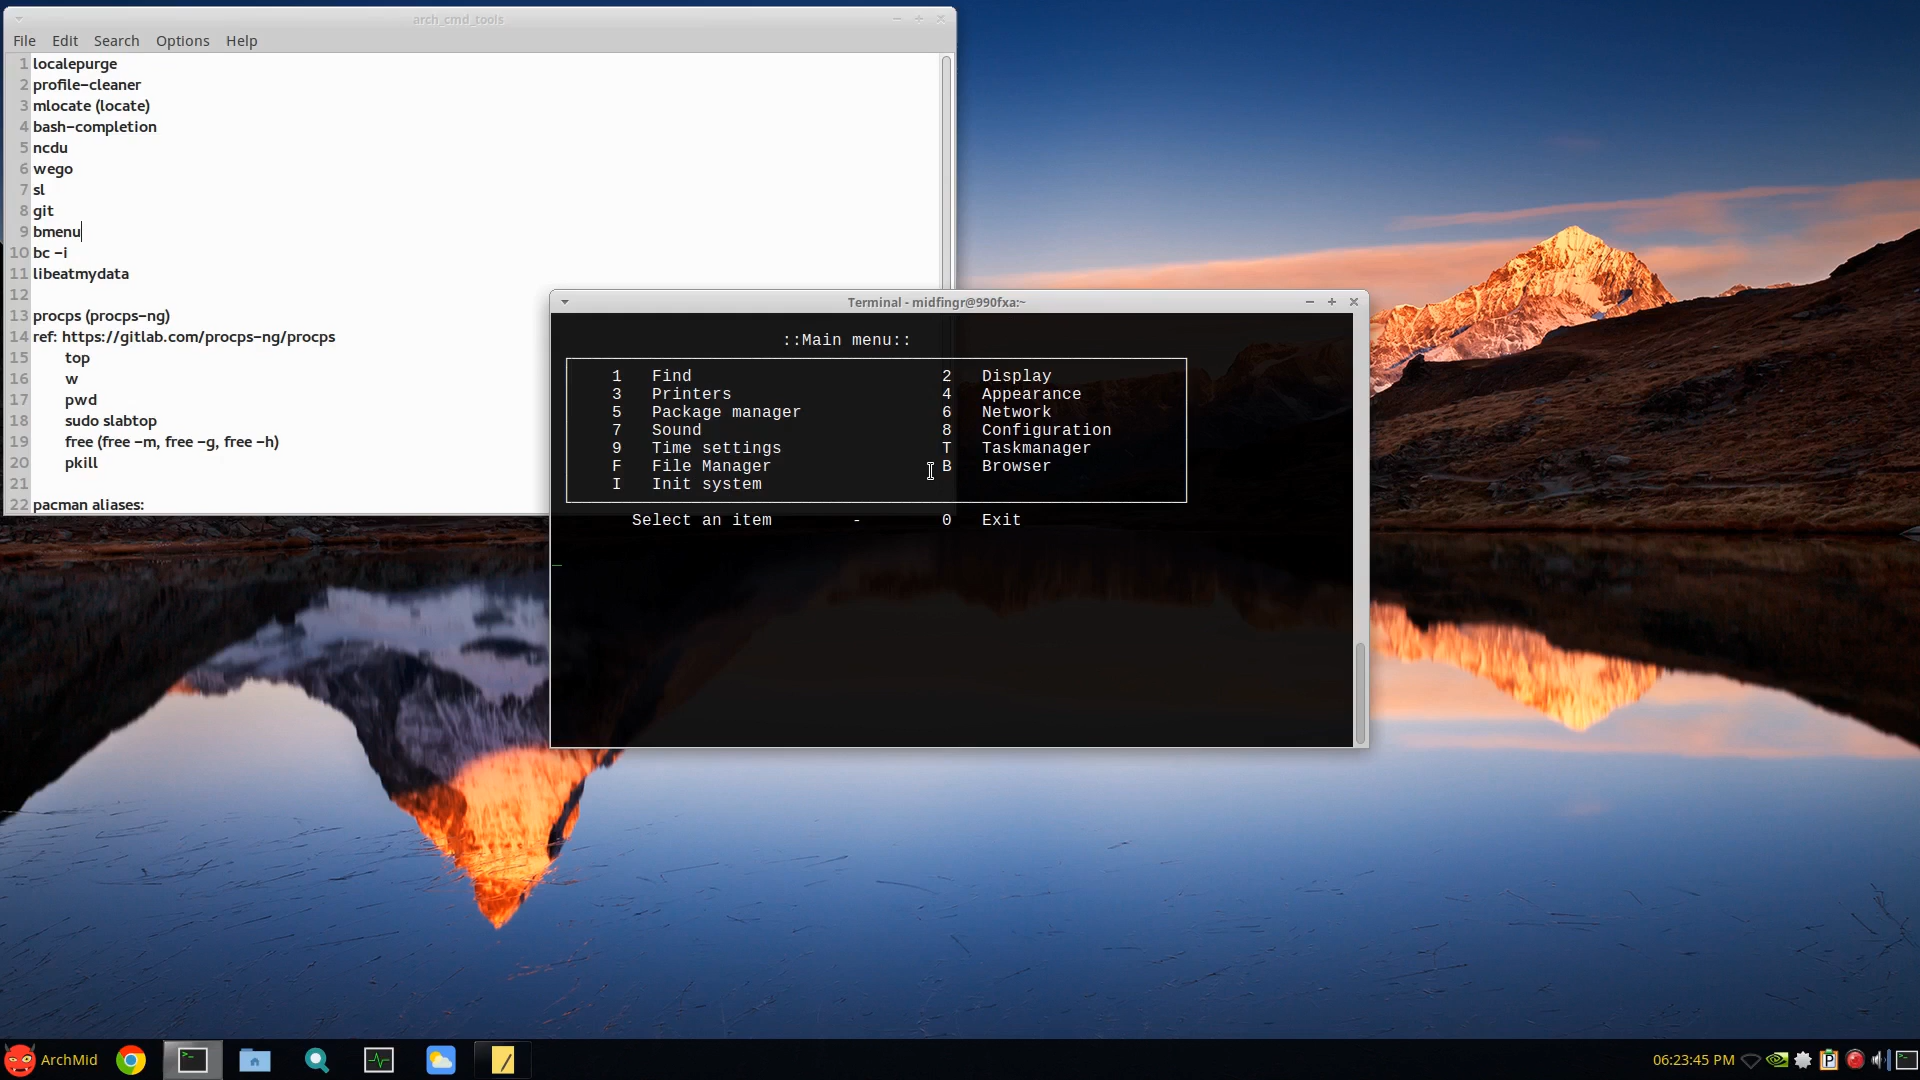 arch_cmd_tools
File Edit Search Options Help
1 localepurge
2 profile-cleaner
3 mlocate (locate)
4 bash-completion
5 ncdu
6 wego
7 sl
8 git
9 bmenu
10 bc -i
11 libeatmydata
12
13 procps (procps-ng)
14 ref: https://gitlab.com/procps-ng/procps
15 top
16 w
17 pwd
18 sudo slabtop
19 free (free -m, free -g, free -h)
20 pkill
21
22 pacman aliases:
Terminal - midfingr@990fxa:~
::Main menu::
1 Find 2 Display
3 Printers 4 Appearance
5 Package manager 6 Network
7 Sound 8 Configuration
9 Time settings T Taskmanager
F File Manager B Browser
I Init system
Select an item - 0 Exit
ArchMid 06:23:45 PM